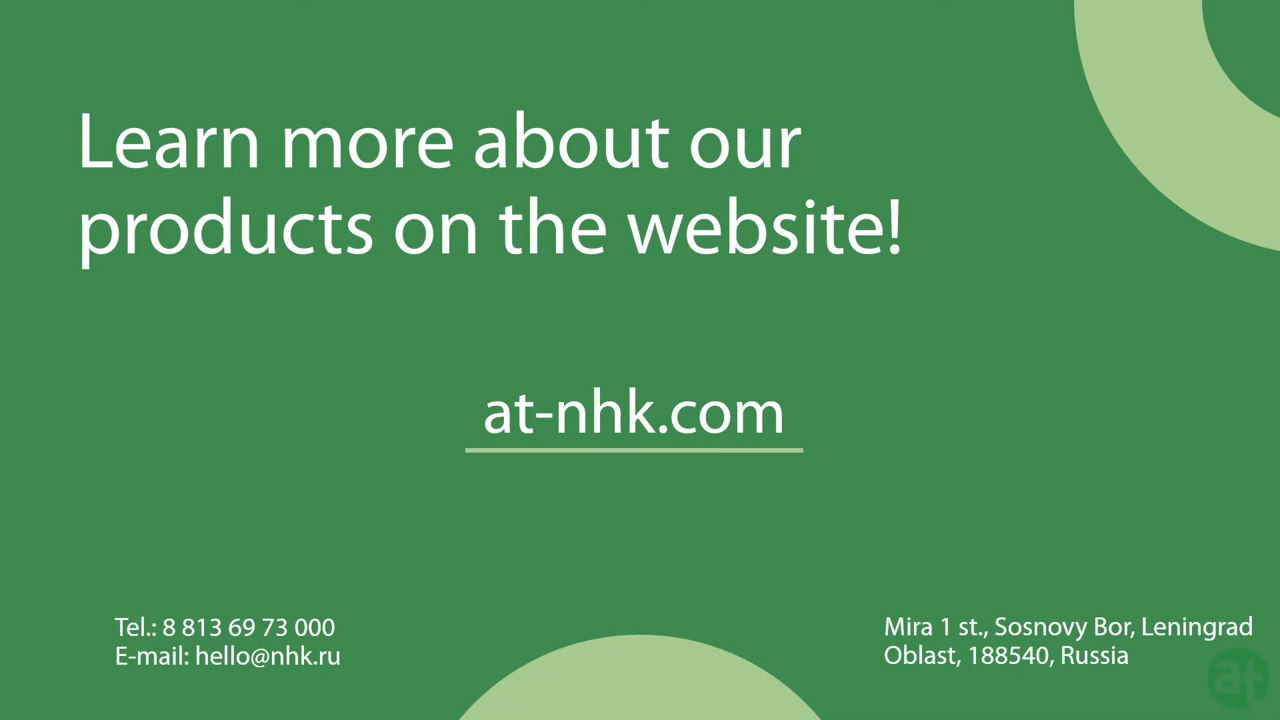 Learn more about our
products on the website!
at-nhk.com
Tel.: 8 813 69 73 000
E-mail: hello@nhk.ru
Mira 1 st., Sosnovy Bor, Leningrad
Oblast, 188540, Russia
at